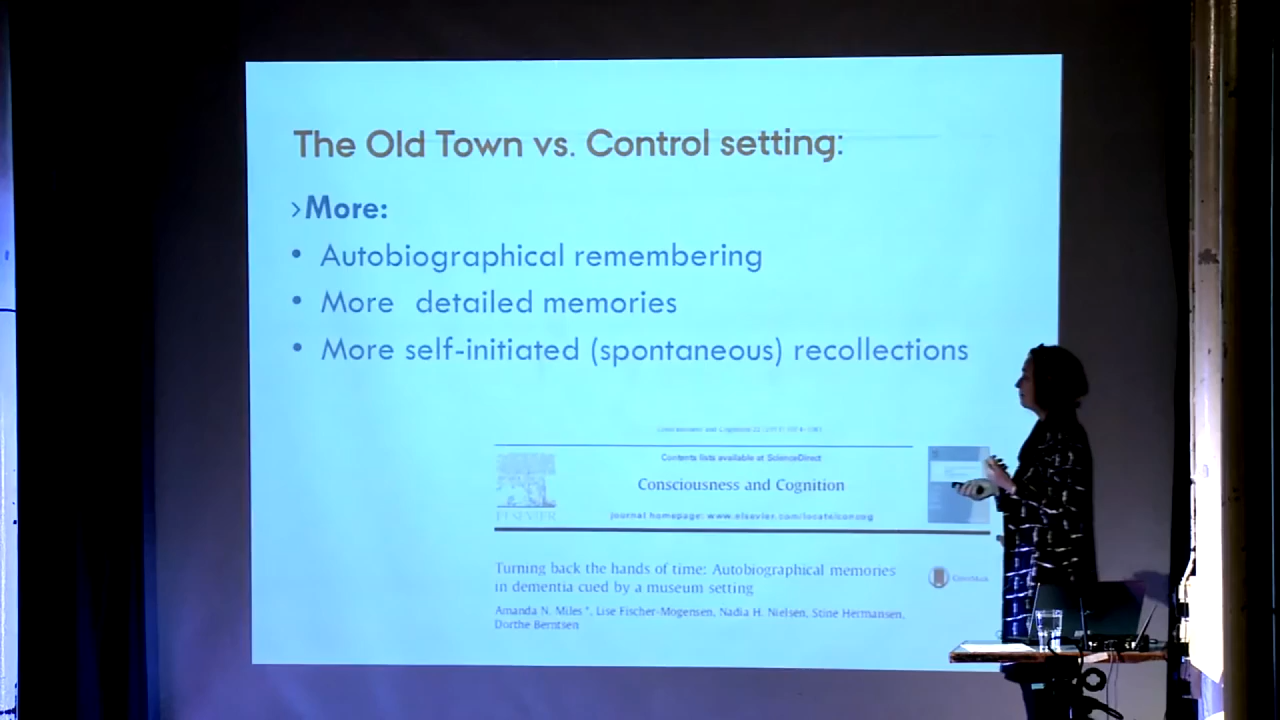 The Old Town vs. Control setting:
›More:
• Autobiographical remembering
• More detailed memories
• More self-initiated (spontaneous) recollections
Contents lists available at ScienceDirect
Consciousness and Cognition
ELSEVIER
journal homepage: www.elsevier.com/locate/concog
Turning back the hands of time: Autobiographical memories
in dementia cued by a museum setting
CrossMark
Amanda N. Miles *, Lise Fischer-Mogensen, Nadia H. Nielsen, Stine Hermansen,
Dorthe Berntsen